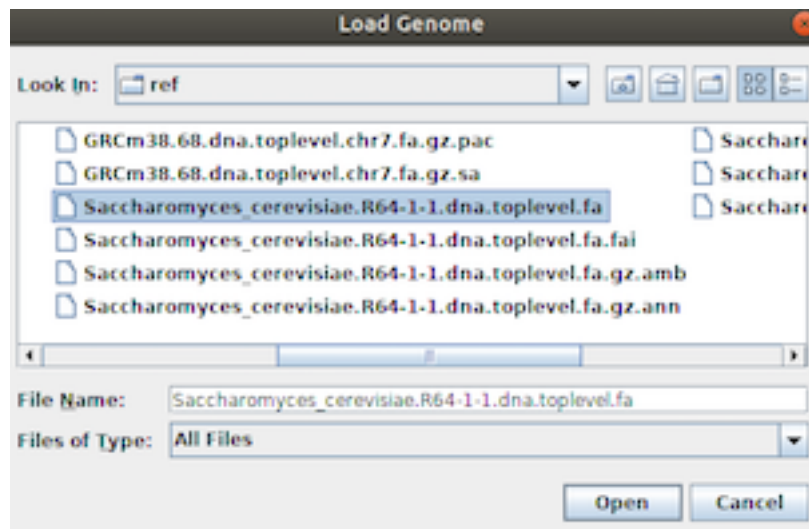 Load Genome
Look In: ref
GRCm38.68.dna.toplevel.chr7.fa.gz.pac
GRCm38.68.dna.toplevel.chr7.fa.gz.sa
Saccharomyces_cerevisiae.R64-1-1.dna.toplevel.fa
Saccharomyces_cerevisiae.R64-1-1.dna.toplevel.fa.fai
Saccharomyces_cerevisiae.R64-1-1.dna.toplevel.fa.gz.amb
Saccharomyces_cerevisiae.R64-1-1.dna.toplevel.fa.gz.ann
Sacchar
Sacchar
Sacchar
File Name: Saccharomyces_cerevisiae.R64-1-1.dna.toplevel.fa
Files of Type: All Files
Open Cancel